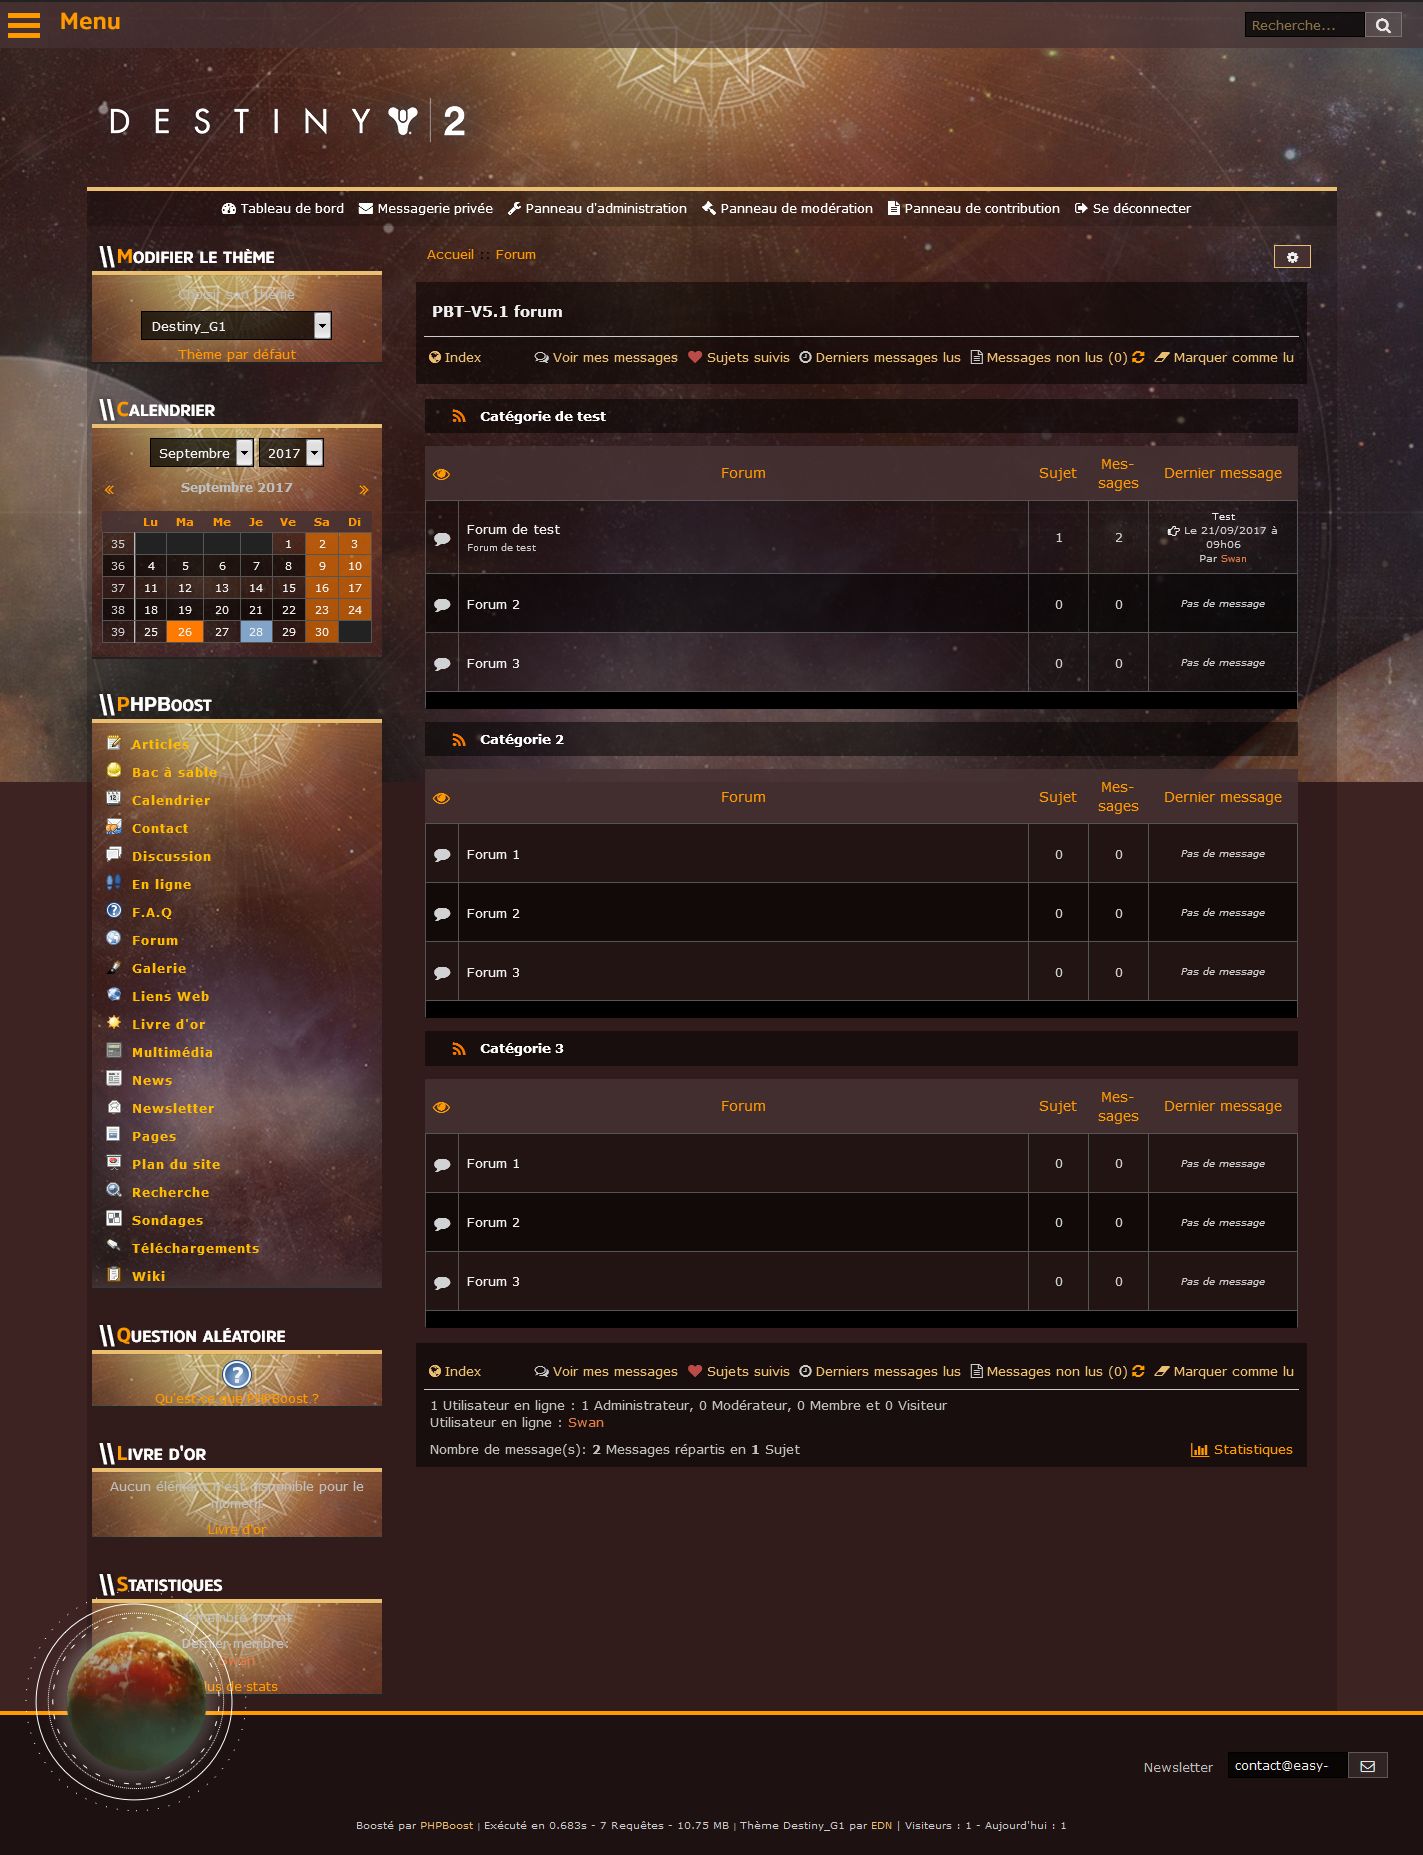 Menu
Recherche...
DESTINY 2
Tableau de bord Messagerie privée Panneau d'administration Panneau de modération Panneau de contribution Se déconnecter
\\Modifier le thème
Choisir son thème
Destiny_G1
Thème par défaut
\\Calendrier
Septembre 2017
« Septembre 2017 »
Lu Ma Me Je Ve Sa Di
35 1 2 3
36 4 5 6 7 8 9 10
37 11 12 13 14 15 16 17
38 18 19 20 21 22 23 24
39 25 26 27 28 29 30
\\PHPBoost
Articles
Bac à sable
Calendrier
Contact
Discussion
En ligne
F.A.Q
Forum
Galerie
Liens Web
Livre d'or
Multimédia
News
Newsletter
Pages
Plan du site
Recherche
Sondages
Téléchargements
Wiki
\\Question aléatoire
Qu'est-ce que PHPBoost ?
\\Livre d'or
Aucun élément n'est disponible pour le
moment
Livre d'or
\\Statistiques
membre inscrit
Dernier membre:
Swan
lus de stats
Accueil :: Forum
PBT-V5.1 forum
Index Voir mes messages Sujets suivis Derniers messages lus Messages non lus (0) Marquer comme lu
Catégorie de test
Forum Sujet Mes-
sages Dernier message
Forum de test
Forum de test
1 2
Test
Le 21/09/2017 à
09h06
Par Swan
Forum 2 0 0 Pas de message
Forum 3 0 0 Pas de message
Catégorie 2
Forum Sujet Mes-
sages Dernier message
Forum 1 0 0 Pas de message
Forum 2 0 0 Pas de message
Forum 3 0 0 Pas de message
Catégorie 3
Forum Sujet Mes-
sages Dernier message
Forum 1 0 0 Pas de message
Forum 2 0 0 Pas de message
Forum 3 0 0 Pas de message
Index Voir mes messages Sujets suivis Derniers messages lus Messages non lus (0) Marquer comme lu
1 Utilisateur en ligne : 1 Administrateur, 0 Modérateur, 0 Membre et 0 Visiteur
Utilisateur en ligne : Swan
Nombre de message(s): 2 Messages répartis en 1 Sujet Statistiques
Newsletter contact@easy-
Boosté par PHPBoost | Exécuté en 0.683s - 7 Requêtes - 10.75 MB | Thème Destiny_G1 par EDN | Visiteurs : 1 - Aujourd'hui : 1